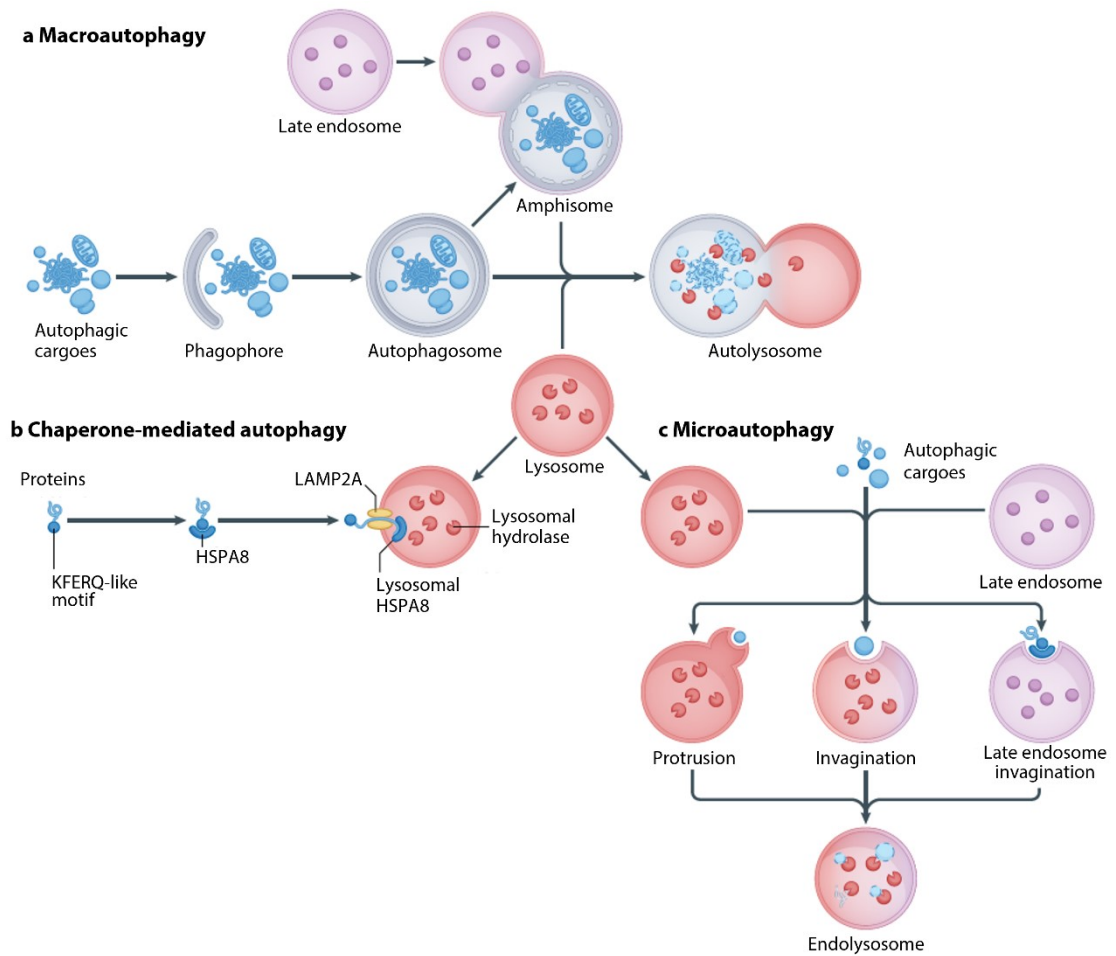 a Macroautophagy
Late endosome
Amphisome
Autophagic
cargoes
Phagophore
Autophagosome
Autolysosome
Lysosome
b Chaperone-mediated autophagy
Proteins
KFERQ-like
motif
HSPA8
LAMP2A
Lysosomal
hydrolase
Lysosomal
HSPA8
c Microautophagy
Autophagic
cargoes
Late endosome
Protrusion
Invagination
Late endosome
invagination
Endolysosome